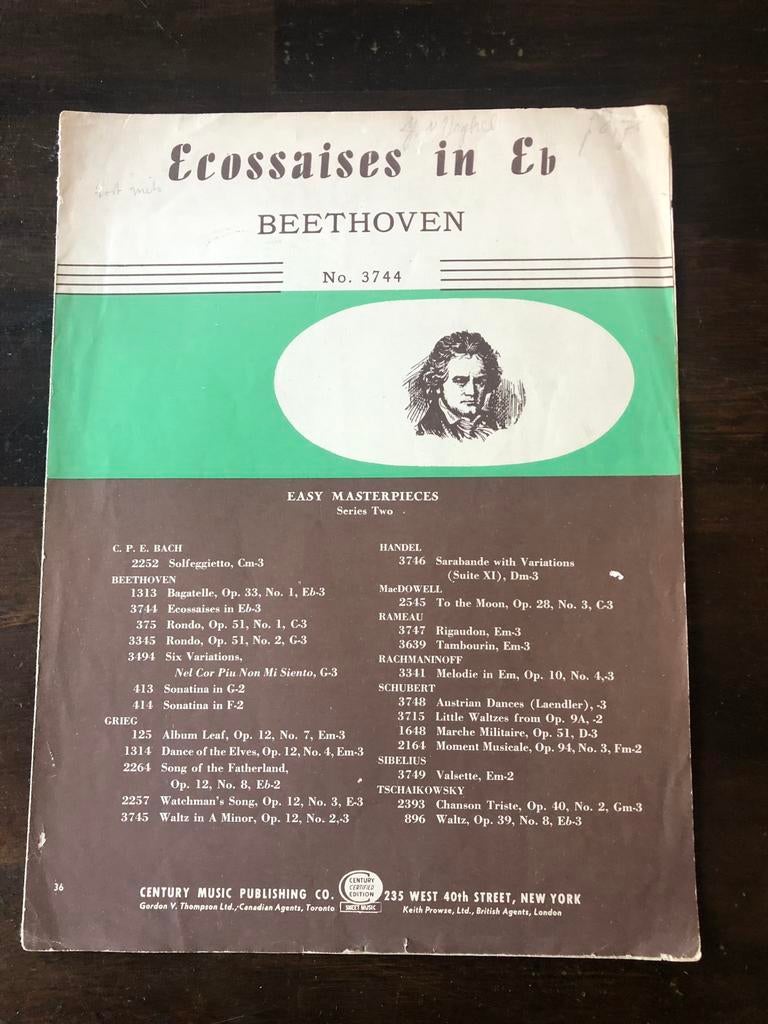 Ecossaises in Eb
BEETHOVEN
No. 3744
EASY MASTERPIECES
Series Two
C. P. E. BACH
2252 Solfeggietto, Cm-3
BEETHOVEN
1313 Bagatelle, Op. 33, No. 1, Eb-3
3744 Ecossaises in Eb-3
375 Rondo, Op. 51, No. 1, C-3
3345 Rondo, Op. 51, No. 2, G-3
3494 Six Variations,
Nel Cor Piu Non Mi Siento, G-3
413 Sonatina in G-2
414 Sonatina in F-2
GRIEG
125 Album Leaf, Op. 12, No. 7, Em-3
1314 Dance of the Elves, Op. 12, No. 4, Em-3
2264 Song of the Fatherland,
Op. 12, No. 8, Eb-2
2257 Watchman's Song, Op. 12, No. 3, E-3
3745 Waltz in A Minor, Op. 12, No. 2,-3
HANDEL
3746 Sarabande with Variations
(Suite XI), Dm-3
MacDOWELL
2545 To the Moon, Op. 28, No. 3, C-3
RAMEAU
3747 Rigaudon, Em-3
3639 Tambourin, Em-3
RACHMANINOFF
3341 Melodie in Em, Op. 10, No. 4,-3
SCHUBERT
3748 Austrian Dances (Laendler), -3
3715 Little Waltzes from Op. 9A, -2
1648 Marche Militaire, Op. 51, D-3
2164 Moment Musicale, Op. 94, No. 3, Fm-2
SIBELIUS
3749 Valsette, Em-2
TSCHAIKOWSKY
2393 Chanson Triste, Op. 40, No. 2, Gm-3
896 Waltz, Op. 39, No. 8, Eb-3
36
CENTURY MUSIC PUBLISHING CO.
Gordon V. Thompson Ltd., Canadian Agents, Toronto
CENTURY
CERTIFIED
EDITION
SHEET MUSIC
235 WEST 40th STREET, NEW YORK
Keith Prowse, Ltd., British Agents, London